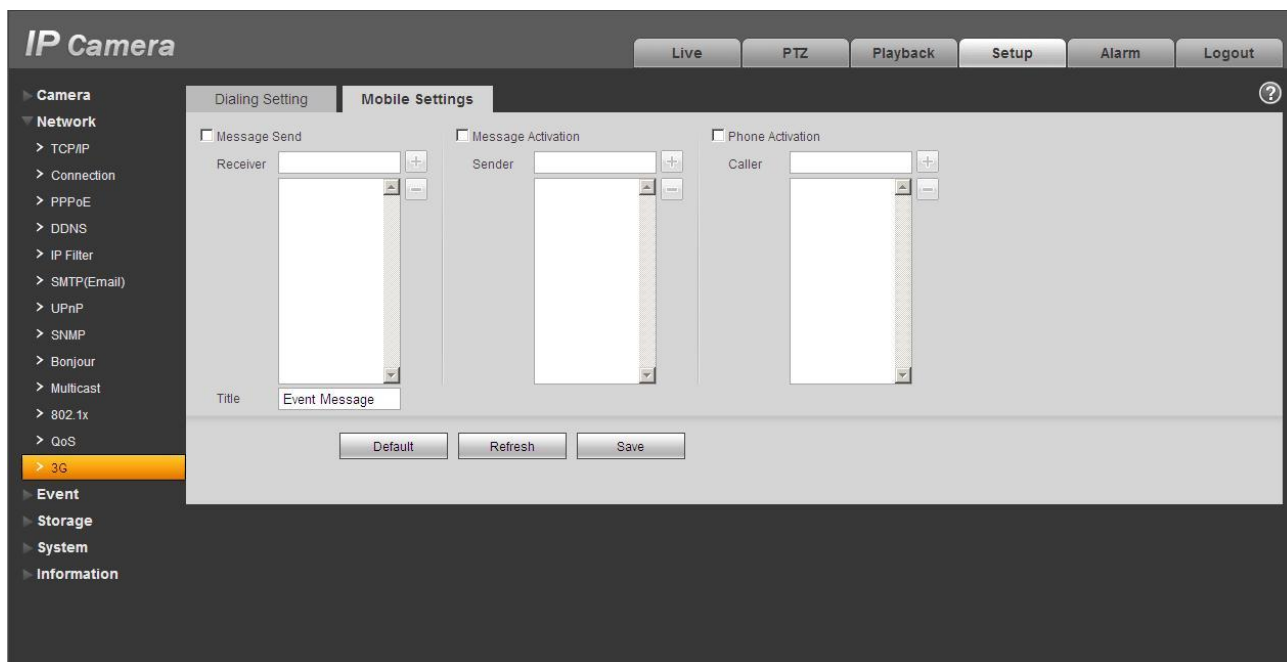 IP Camera
Live PTZ Playback Setup Alarm Logout
Camera
Network
TCP/IP
Connection
PPPoE
DDNS
IP Filter
SMTP(Email)
UPnP
SNMP
Bonjour
Multicast
802.1x
QoS
3G
Event
Storage
System
Information
Dialing Setting Mobile Settings ?
Message Send Message Activation Phone Activation
Receiver Sender Caller
Title Event Message
Default Refresh Save